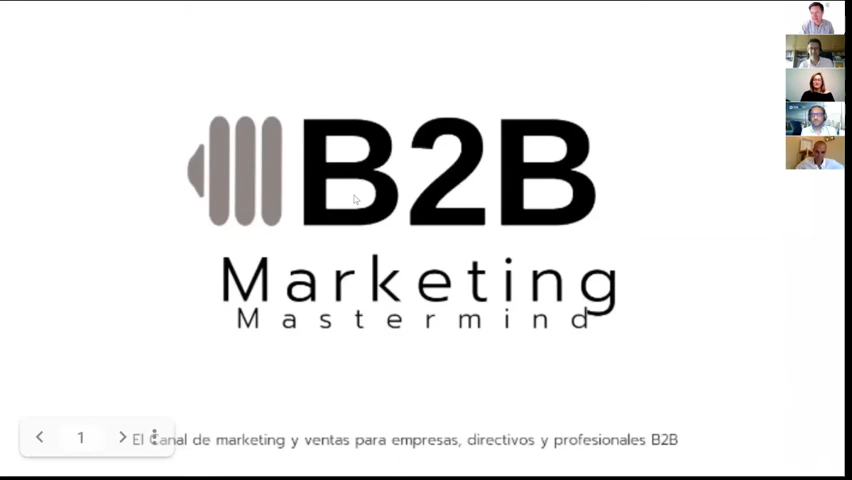 B2B
Marketing
Mastermind
1
El Canal de marketing y ventas para empresas, directivos y profesionales B2B